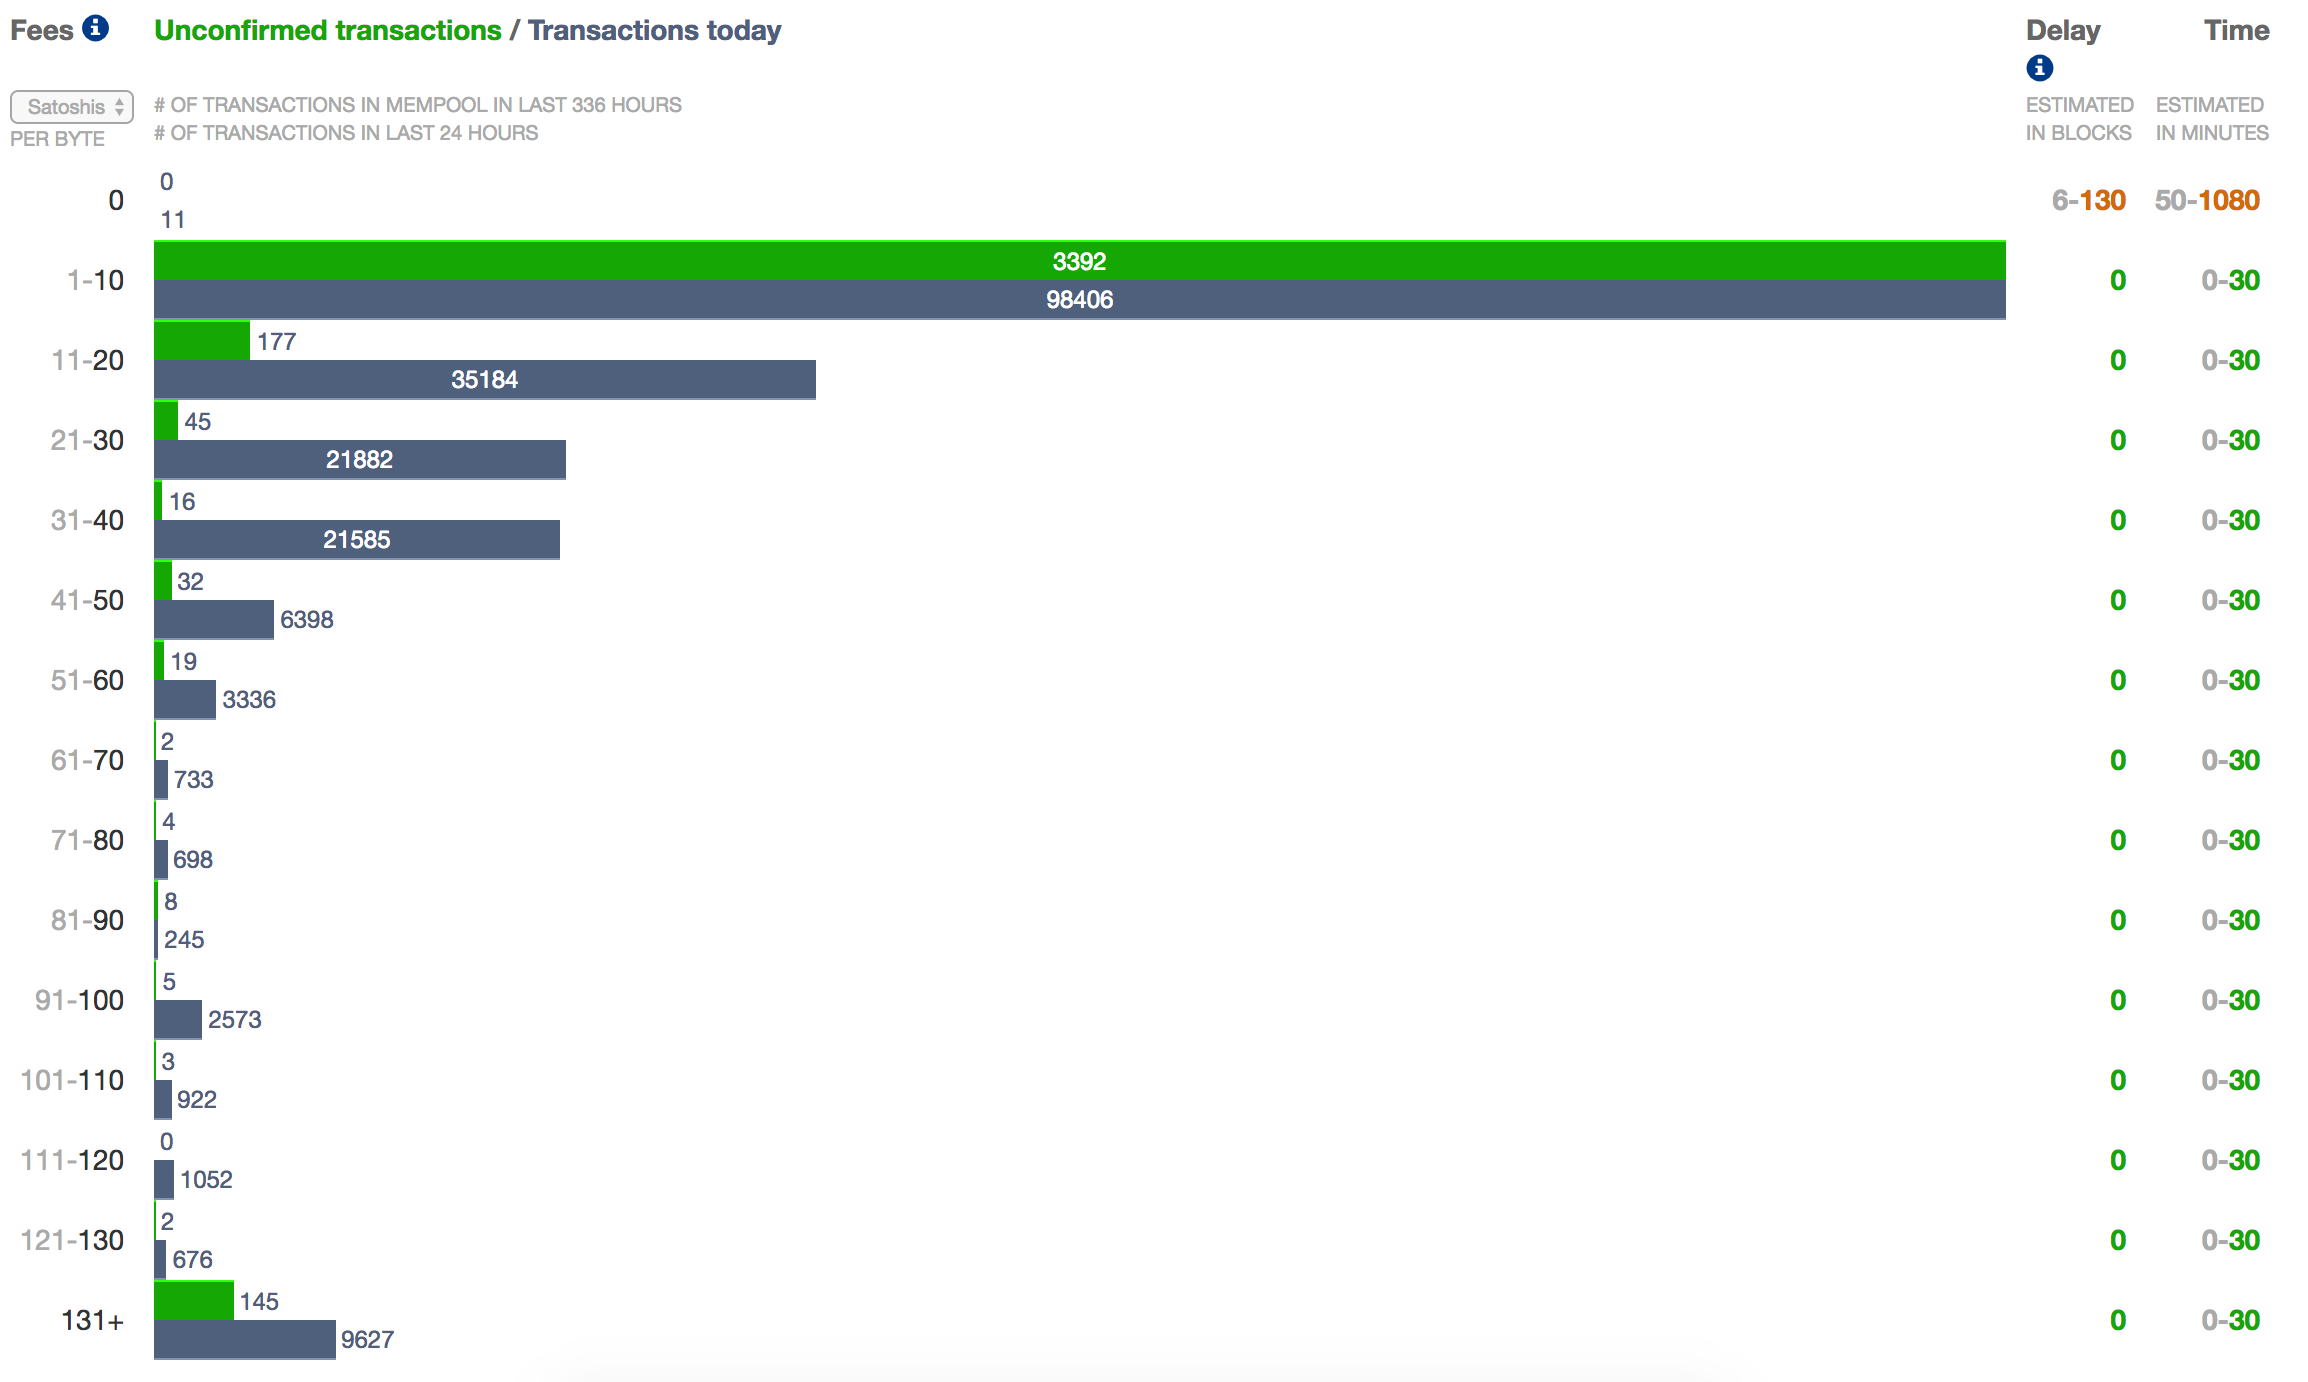 Fees Unconfirmed transactions / Transactions today Delay Time
Satoshis # OF TRANSACTIONS IN MEMPOOL IN LAST 336 HOURS ESTIMATED ESTIMATED
PER BYTE # OF TRANSACTIONS IN LAST 24 HOURS IN BLOCKS IN MINUTES
0
0 6-130 50-1080
11
3392
1-10 0 0-30
98406
177
11-20 0 0-30
35184
45
21-30 0 0-30
21882
16
31-40 0 0-30
21585
32
41-50 0 0-30
6398
19
51-60 0 0-30
3336
2
61-70 0 0-30
733
4
71-80 0 0-30
698
8
81-90 0 0-30
245
5
91-100 0 0-30
2573
3
101-110 0 0-30
922
0
111-120 0 0-30
1052
2
121-130 0 0-30
676
145
131+ 0 0-30
9627